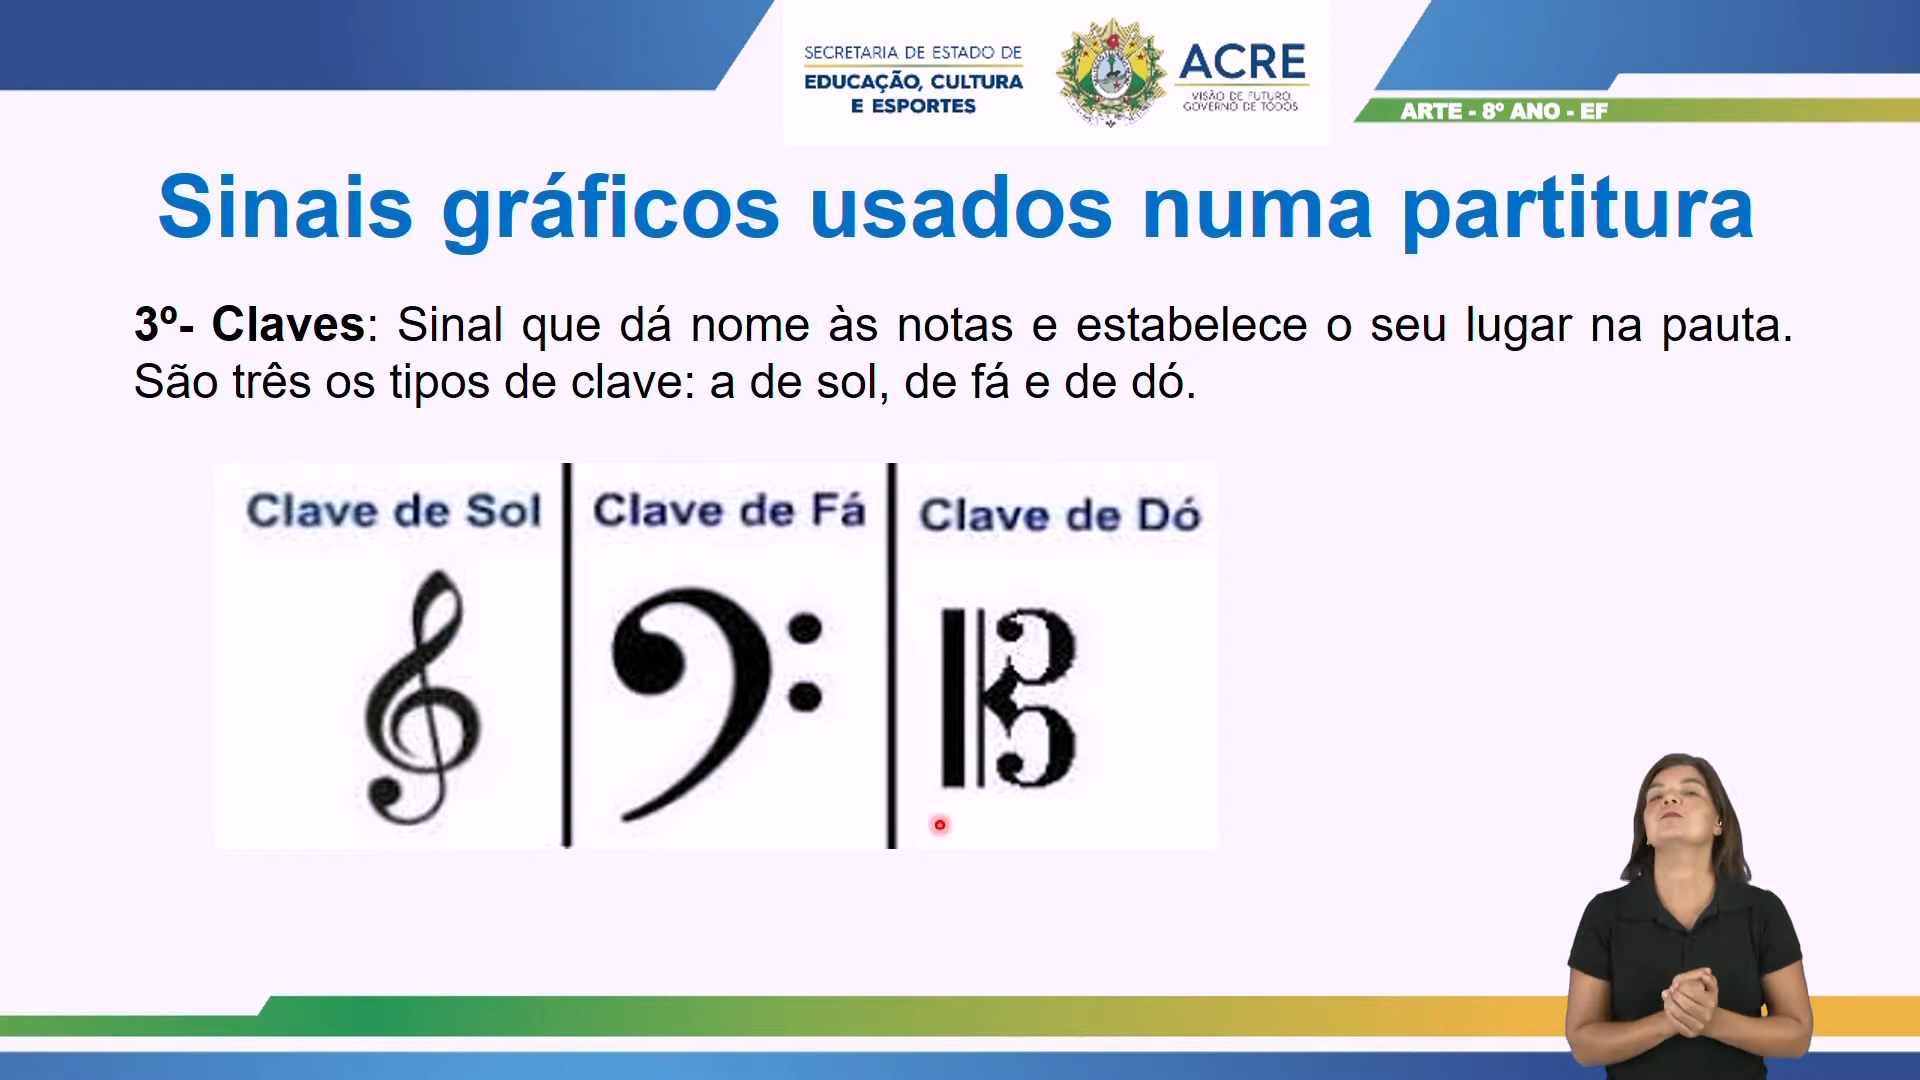 SECRETARIA DE ESTADO DE
EDUCAÇÃO, CULTURA
E ESPORTES
ACRE
VISÃO DE FUTURO,
GOVERNO DE TODOS
ARTE - 8º ANO - EF
Sinais gráficos usados numa partitura
3º- Claves: Sinal que dá nome às notas e estabelece o seu lugar na pauta.
São três os tipos de clave: a de sol, de fá e de dó.
Clave de Sol
Clave de Fá
Clave de Dó